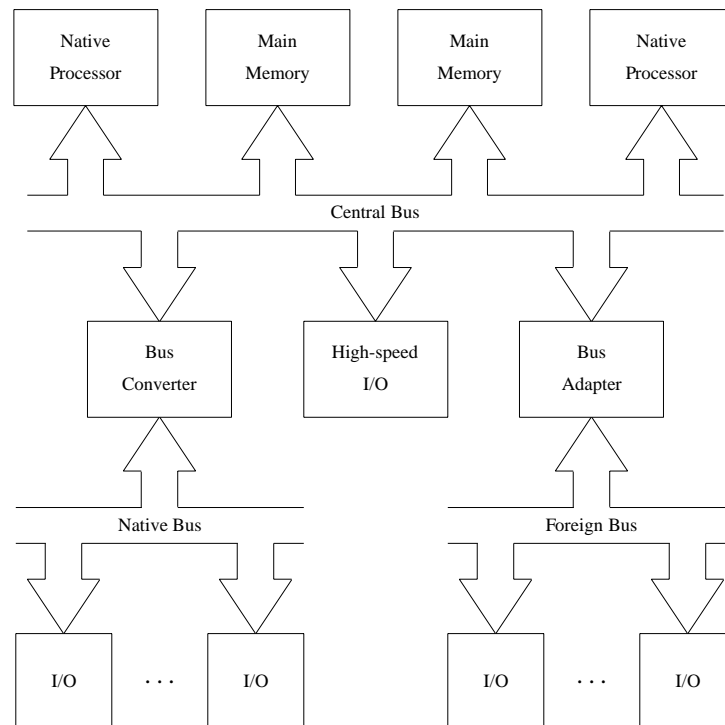 Native
Processor
Main
Memory
Main
Memory
Native
Processor
Central Bus
Bus
Converter
High-speed
I/O
Bus
Adapter
Native Bus
Foreign Bus
I/O
. . .
I/O
I/O
. . .
I/O